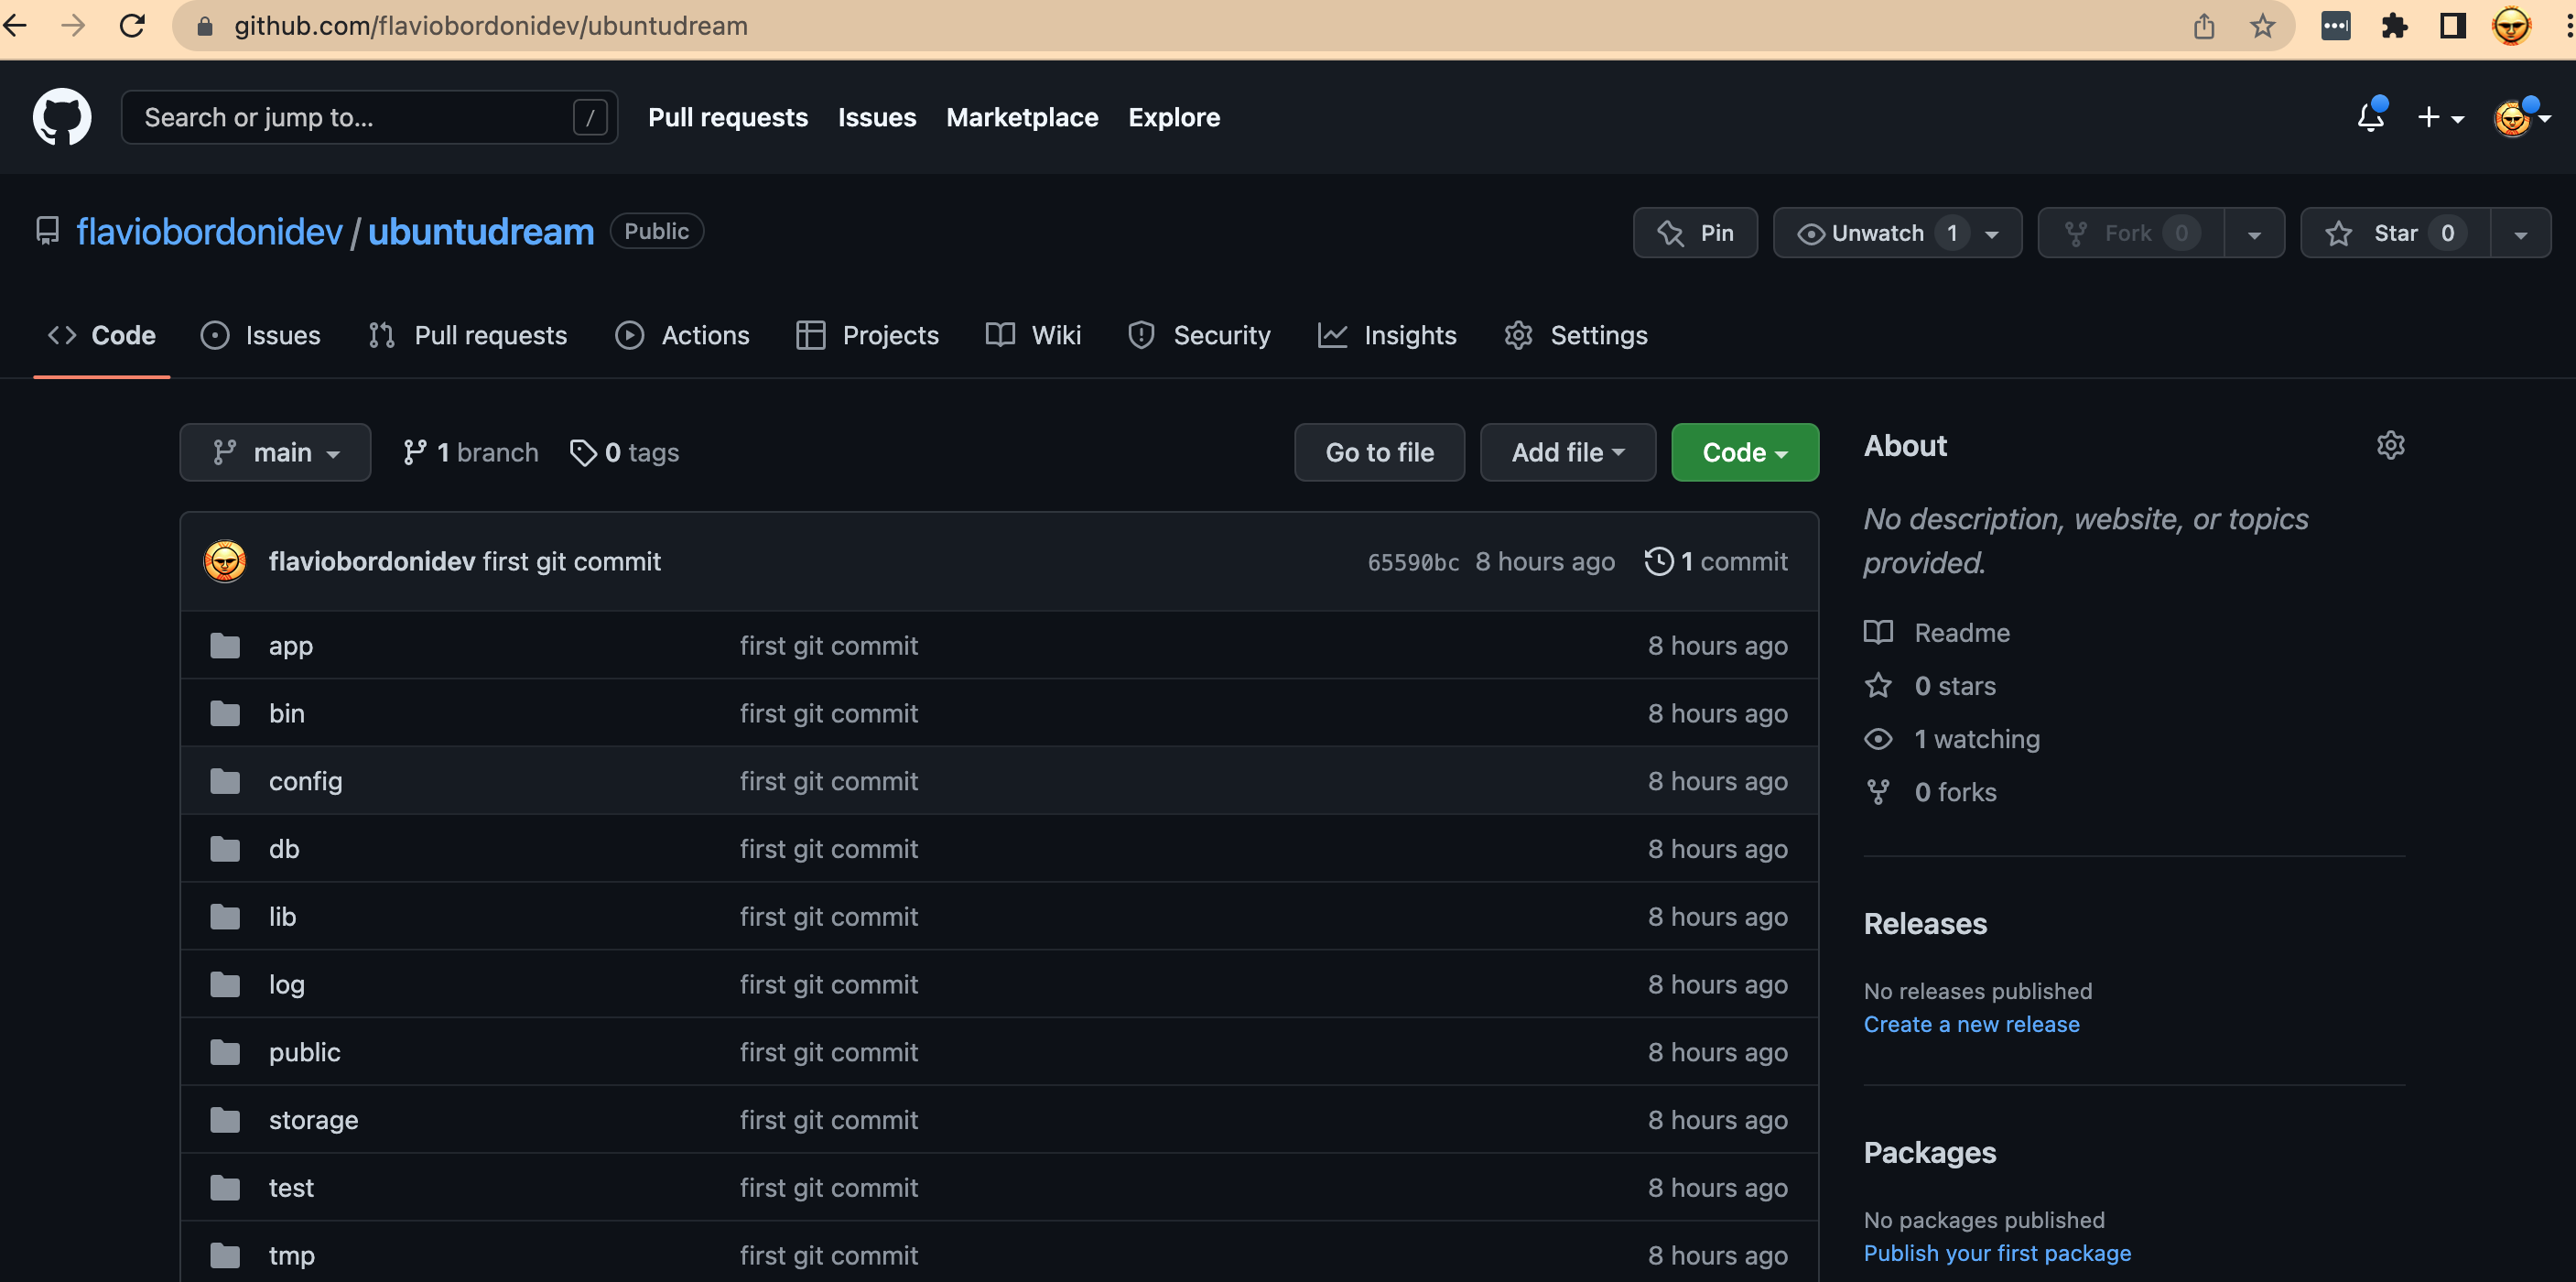 github.com/flaviobordonidev/ubuntudream
Search or jump to... /
Pull requests Issues Marketplace Explore
flaviobordonidev / ubuntudream Public
Pin Unwatch 1 Fork 0 Star 0
Code Issues Pull requests Actions Projects Wiki Security Insights Settings
main 1 branch 0 tags Go to file Add file Code
flaviobordonidev first git commit 65590bc 8 hours ago 1 commit
app first git commit 8 hours ago
bin first git commit 8 hours ago
config first git commit 8 hours ago
db first git commit 8 hours ago
lib first git commit 8 hours ago
log first git commit 8 hours ago
public first git commit 8 hours ago
storage first git commit 8 hours ago
test first git commit 8 hours ago
tmp first git commit 8 hours ago
About
No description, website, or topics
provided.
Readme
0 stars
1 watching
0 forks
Releases
No releases published
Create a new release
Packages
No packages published
Publish your first package